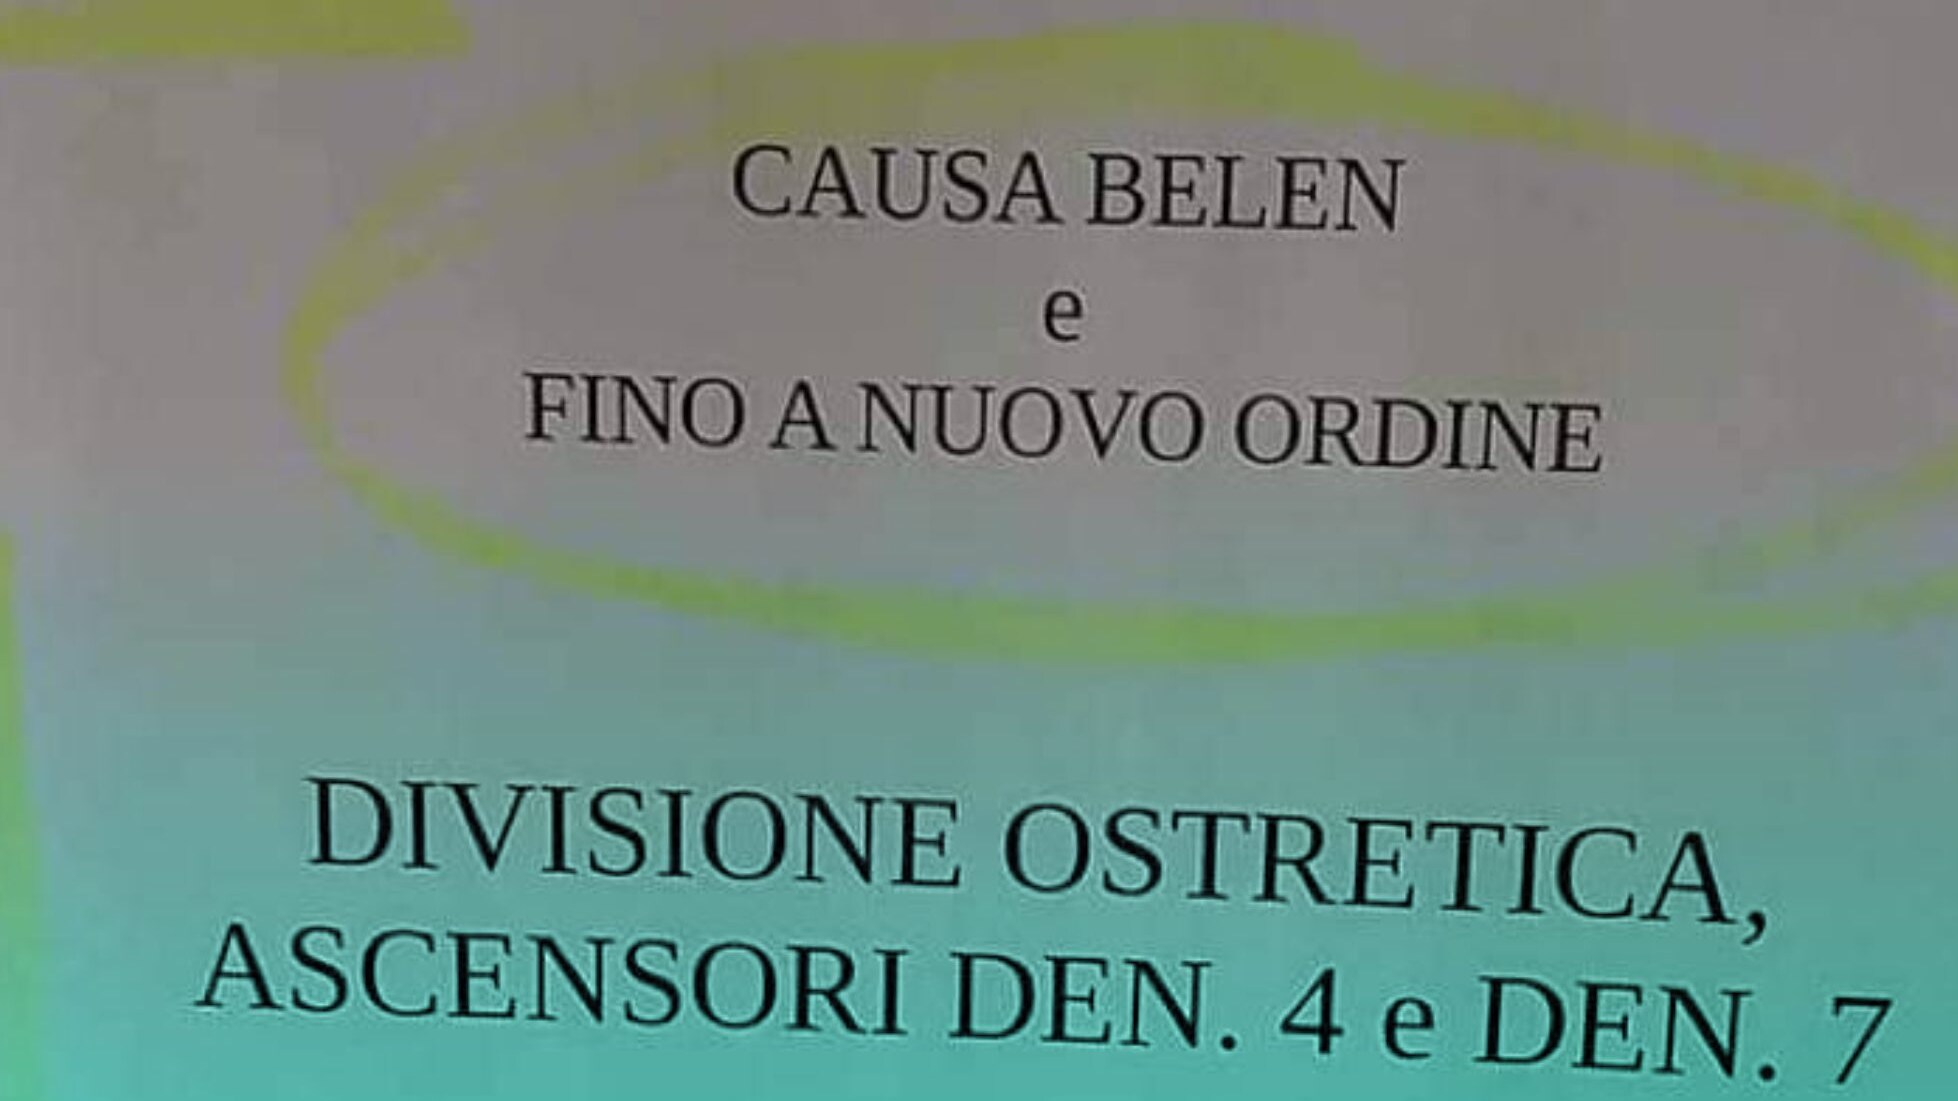 CAUSA BELEN
e
FINO A NUOVO ORDINE
DIVISIONE OSTRETICA,
ASCENSORI DEN. 4 e DEN. 7